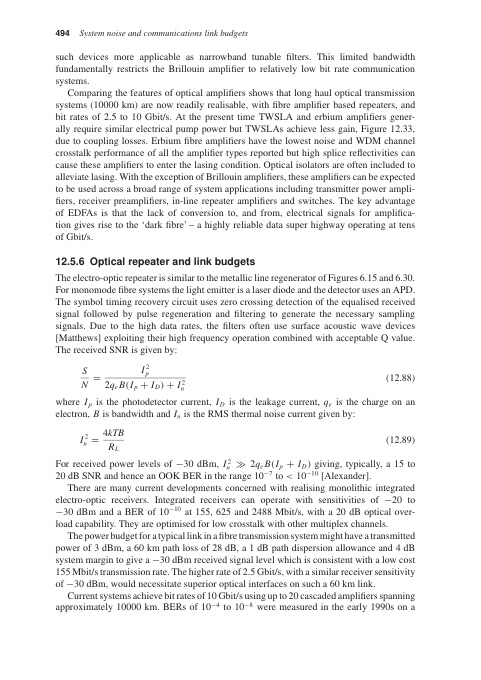 494 System noise and communications link budgets
such devices more applicable as narrowband tunable filters. This limited bandwidth
fundamentally restricts the Brillouin amplifier to relatively low bit rate communication
systems.
Comparing the features of optical amplifiers shows that long haul optical transmission
systems (10000 km) are now readily realisable, with fibre amplifier based repeaters, and
bit rates of 2.5 to 10 Gbit/s. At the present time TWSLA and erbium amplifiers gener-
ally require similar electrical pump power but TWSLAs achieve less gain, Figure 12.33,
due to coupling losses. Erbium fibre amplifiers have the lowest noise and WDM channel
crosstalk performance of all the amplifier types reported but high splice reflectivities can
cause these amplifiers to enter the lasing condition. Optical isolators are often included to
alleviate lasing. With the exception of Brillouin amplifiers, these amplifiers can be expected
to be used across a broad range of system applications including transmitter power ampli-
fiers, receiver preamplifiers, in-line repeater amplifiers and switches. The key advantage
of EDFAs is that the lack of conversion to, and from, electrical signals for amplifica-
tion gives rise to the 'dark fibre' – a highly reliable data super highway operating at tens
of Gbit/s.
12.5.6 Optical repeater and link budgets
The electro-optic repeater is similar to the metallic line regenerator of Figures 6.15 and 6.30.
For monomode fibre systems the light emitter is a laser diode and the detector uses an APD.
The symbol timing recovery circuit uses zero crossing detection of the equalised received
signal followed by pulse regeneration and filtering to generate the necessary sampling
signals. Due to the high data rates, the filters often use surface acoustic wave devices
[Matthews] exploiting their high frequency operation combined with acceptable Q value.
The received SNR is given by:
S/N = I_p^2 / (2q_e B(I_p + I_D) + I_n^2) (12.88)
where I_p is the photodetector current, I_D is the leakage current, q_e is the charge on an
electron, B is bandwidth and I_n is the RMS thermal noise current given by:
I_n^2 = 4kTB / R_L (12.89)
For received power levels of −30 dBm, I_n^2 ≫ 2q_e B(I_p + I_D) giving, typically, a 15 to
20 dB SNR and hence an OOK BER in the range 10^−7 to < 10^−10 [Alexander].
There are many current developments concerned with realising monolithic integrated
electro-optic receivers. Integrated receivers can operate with sensitivities of −20 to
−30 dBm and a BER of 10^−10 at 155, 625 and 2488 Mbit/s, with a 20 dB optical over-
load capability. They are optimised for low crosstalk with other multiplex channels.
The power budget for a typical link in a fibre transmission system might have a transmitted
power of 3 dBm, a 60 km path loss of 28 dB, a 1 dB path dispersion allowance and 4 dB
system margin to give a −30 dBm received signal level which is consistent with a low cost
155 Mbit/s transmission rate. The higher rate of 2.5 Gbit/s, with a similar receiver sensitivity
of −30 dBm, would necessitate superior optical interfaces on such a 60 km link.
Current systems achieve bit rates of 10 Gbit/s using up to 20 cascaded amplifiers spanning
approximately 10000 km. BERs of 10^−4 to 10^−8 were measured in the early 1990s on a